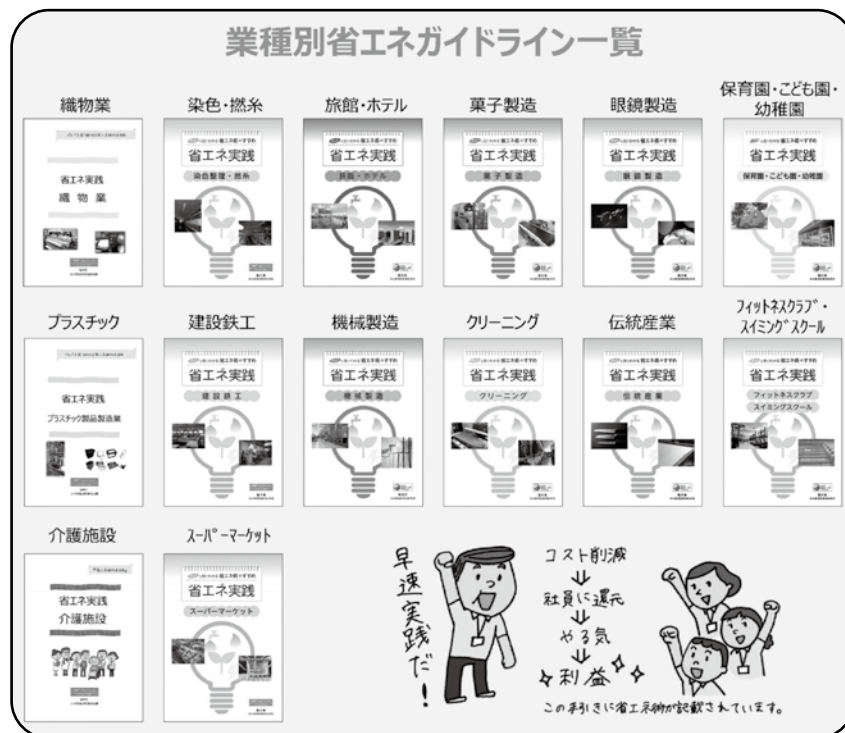 業種別省エネガイドライン一覧
織物業
染色・撚糸
旅館・ホテル
菓子製造
眼鏡製造
保育園・こども園・
幼稚園
省エネ実践
織物業
省エネ実践
染色整理・撚糸
省エネ実践
旅館・ホテル
省エネ実践
菓子製造
省エネ実践
眼鏡製造
省エネ実践
保育園・こども園・幼稚園
プラスチック
建設鉄工
機械製造
クリーニング
伝統産業
フィットネスクラブ・
スイミングスクール
省エネ実践
プラスチック製品製造業
省エネ実践
建設鉄工
省エネ実践
機械製造
省エネ実践
クリーニング
省エネ実践
伝統産業
省エネ実践
フィットネスクラブ
スイミングスクール
介護施設
スーパーマーケット
省エネ実践
介護施設
省エネ実践
スーパーマーケット
早速実践だ!
コスト削減
社員に還元
やる気
利益
この手引きに省エネ術が記載されています。